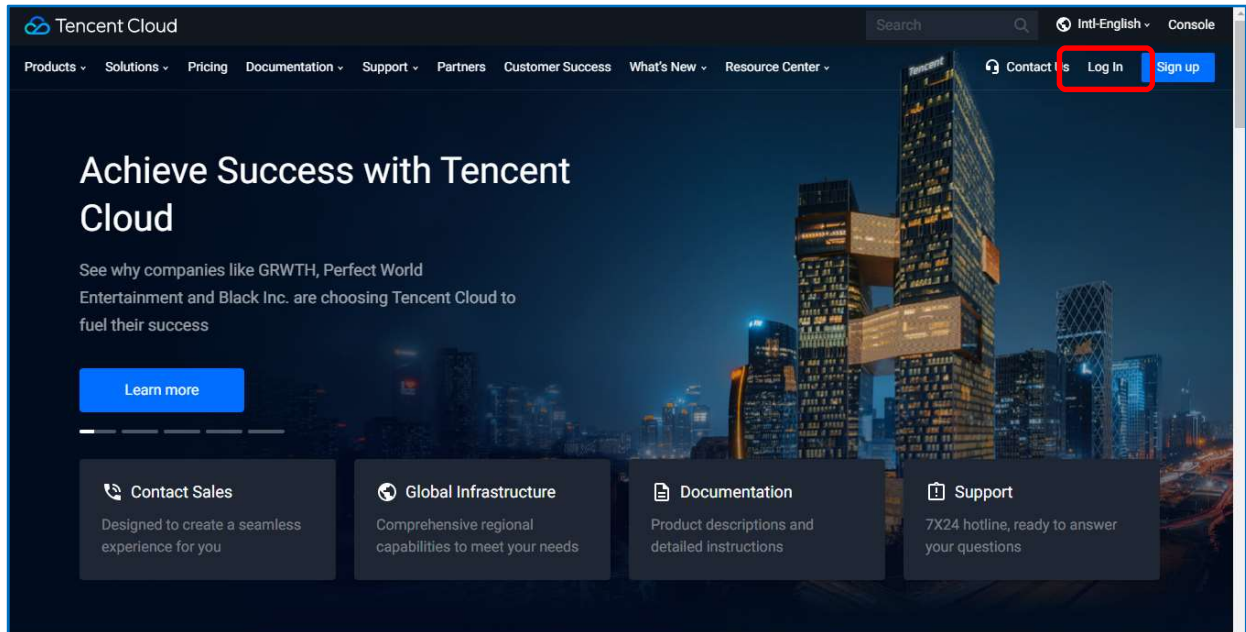 Tencent Cloud
Search
Intl-English
Console
Products
Solutions
Pricing
Documentation
Support
Partners
Customer Success
What's New
Resource Center
Contact Us
Log In
Sign up
Tencent
Achieve Success with Tencent
Cloud
See why companies like GRWTH, Perfect World
Entertainment and Black Inc. are choosing Tencent Cloud to
fuel their success
Learn more
Contact Sales
Designed to create a seamless
experience for you
Global Infrastructure
Comprehensive regional
capabilities to meet your needs
Documentation
Product descriptions and
detailed instructions
Support
7X24 hotline, ready to answer
your questions